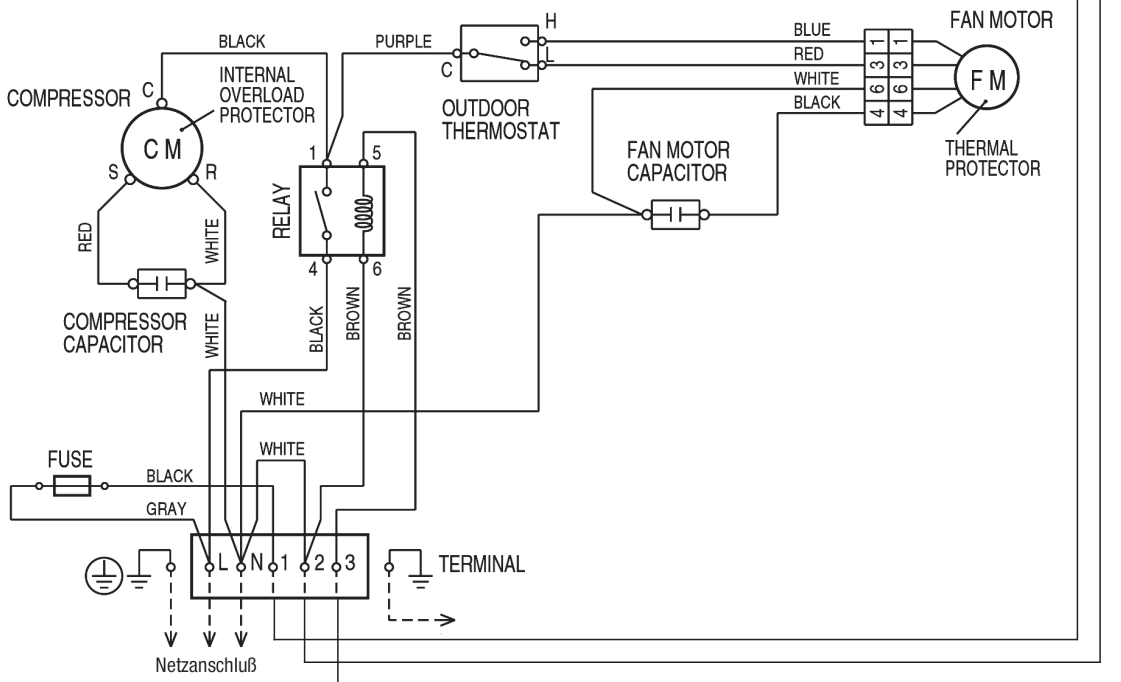 FAN MOTOR
H
BLUE
BLACK
PURPLE
RED
L
C
WHITE
BLACK
1 1
3 3
6 6
4 4
F M
INTERNAL
OVERLOAD
PROTECTOR
COMPRESSOR
C
OUTDOOR
THERMOSTAT
C M
FAN MOTOR
CAPACITOR
THERMAL
PROTECTOR
1
5
S
R
RELAY
RED
WHITE
4
6
COMPRESSOR
CAPACITOR
WHITE
BLACK
BROWN
BROWN
WHITE
WHITE
FUSE
BLACK
GRAY
L N 1 2 3
TERMINAL
Netzanschluß